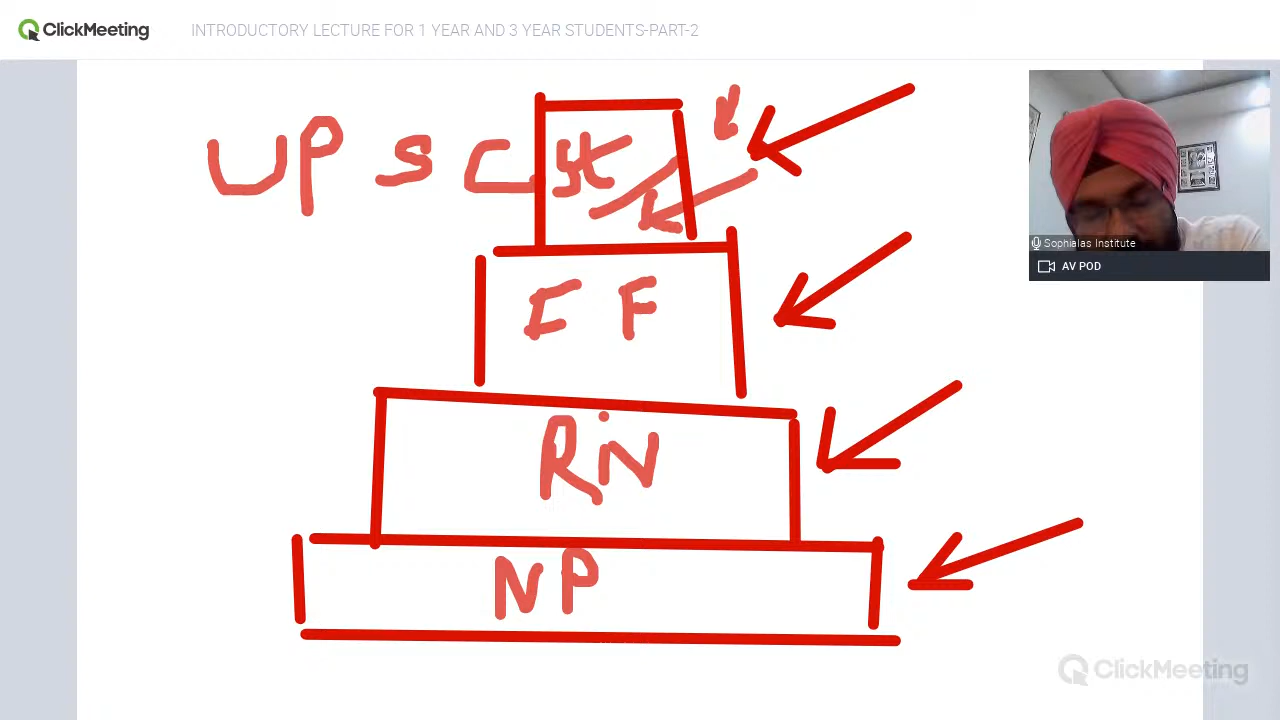 ClickMeeting INTRODUCTORY LECTURE FOR 1 YEAR AND 3 YEAR STUDENTS-PART-2
UPSC
Sophialas Institute
AV POD
EF
RIN
NP
ClickMeeting